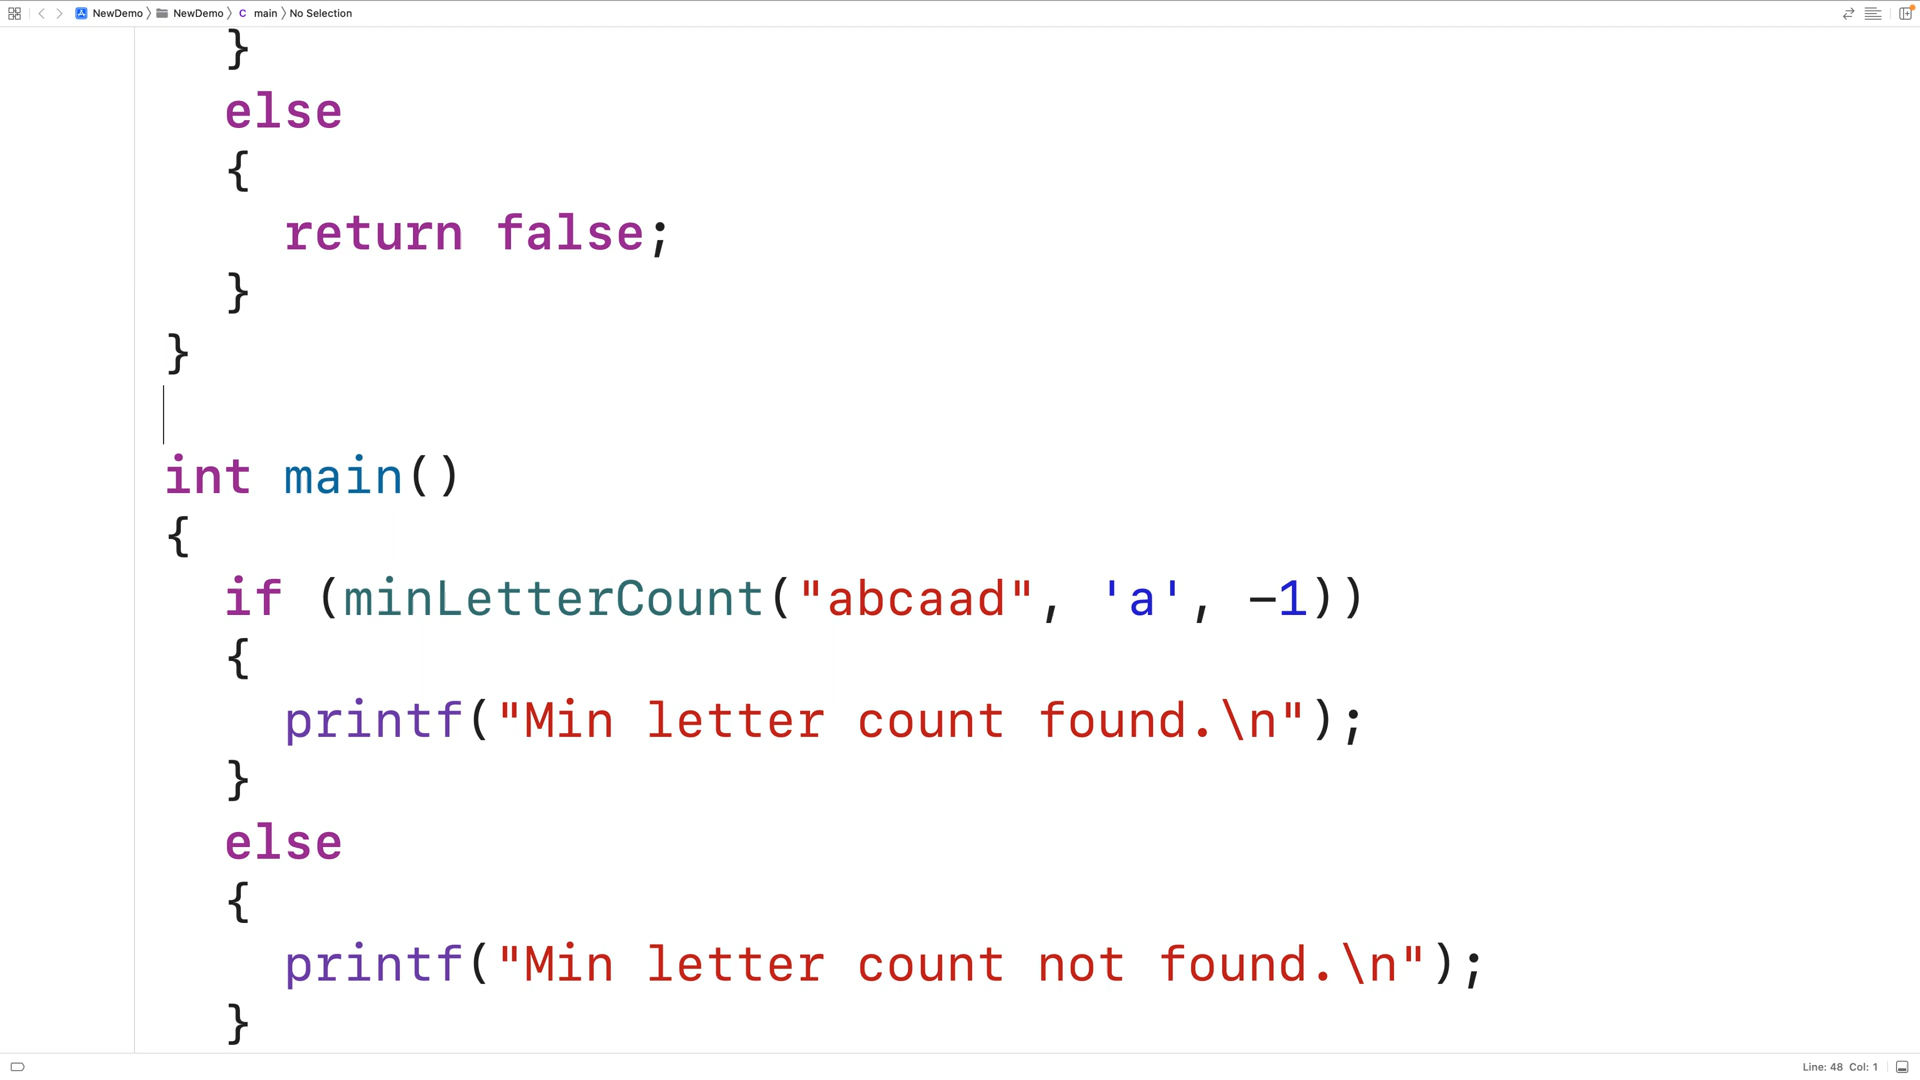 NewDemo 〉 NewDemo 〉 C main 〉 No Selection
}
else
{
return false;
}
}
int main()
{
if (minLetterCount("abcaad", 'a', -1))
{
printf("Min letter count found.\n");
}
else
{
printf("Min letter count not found.\n");
}
Line: 48 Col: 1